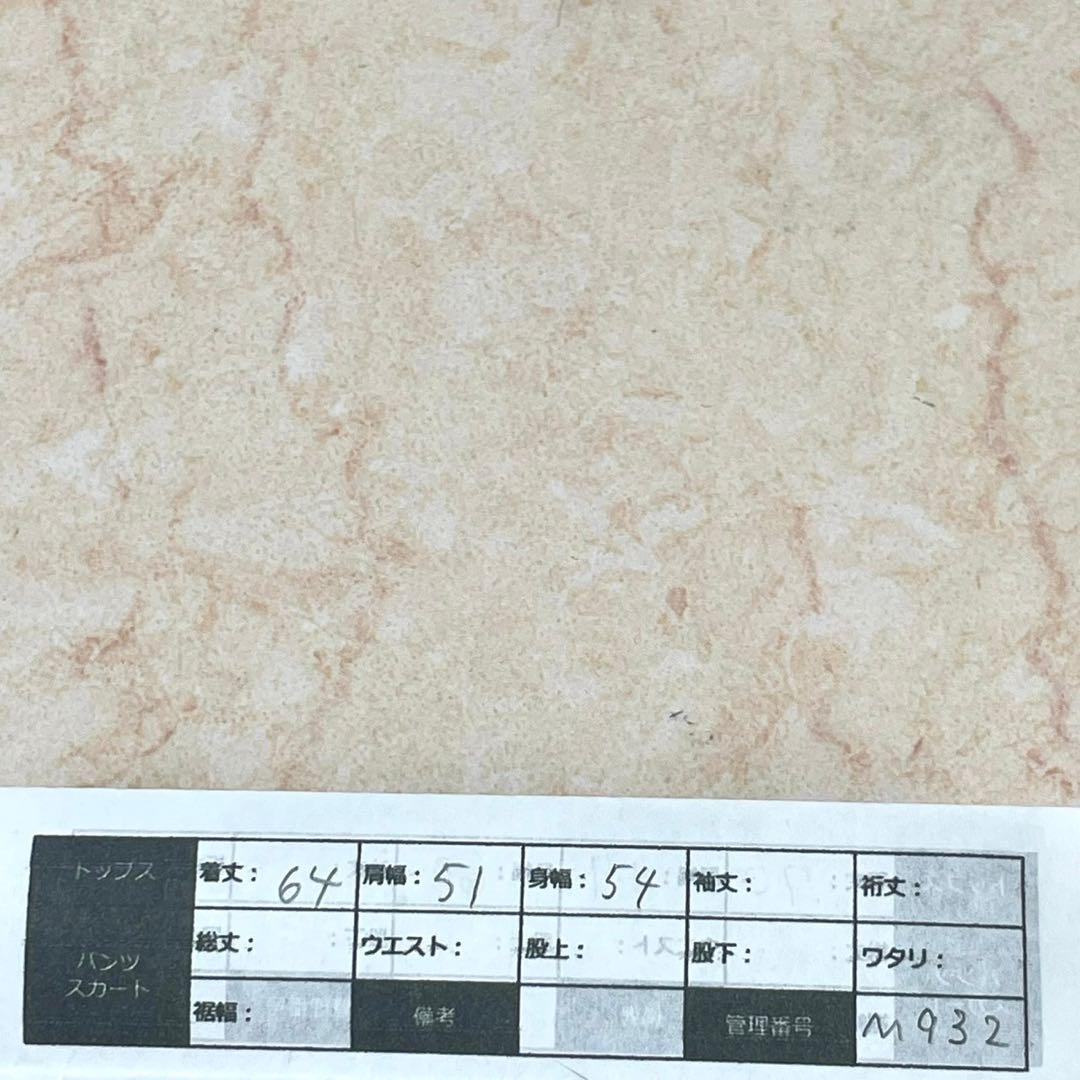 トップス 着丈： 64 肩幅： 51 身幅： 54 袖丈： 裄丈：
パンツ スカート 総丈： ウエスト： 股上： 股下： ワタリ：
裾幅： 備考 管理番号 M932